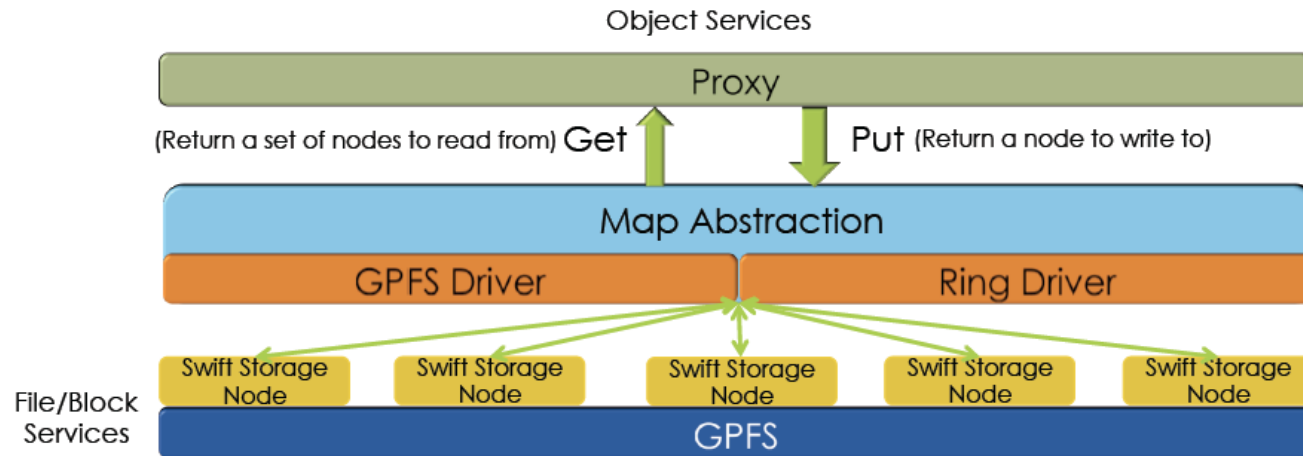 Object Services
Proxy
(Return a set of nodes to read from) Get
Put (Return a node to write to)
Map Abstraction
GPFS Driver
Ring Driver
Swift Storage
Node
Swift Storage
Node
Swift Storage
Node
Swift Storage
Node
Swift Storage
Node
File/Block
Services
GPFS